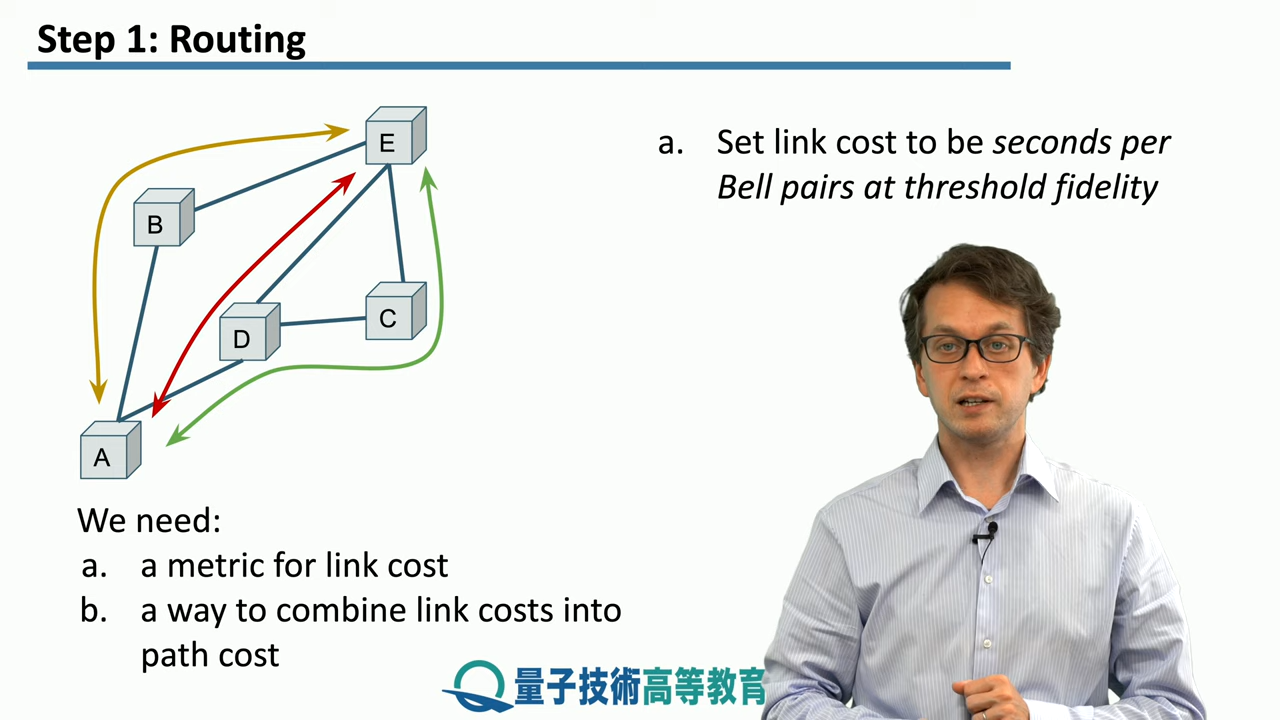 Step 1: Routing
E
B
D
C
A
a. Set link cost to be seconds per
Bell pairs at threshold fidelity
We need:
a. a metric for link cost
b. a way to combine link costs into
path cost
量子技術高等教育